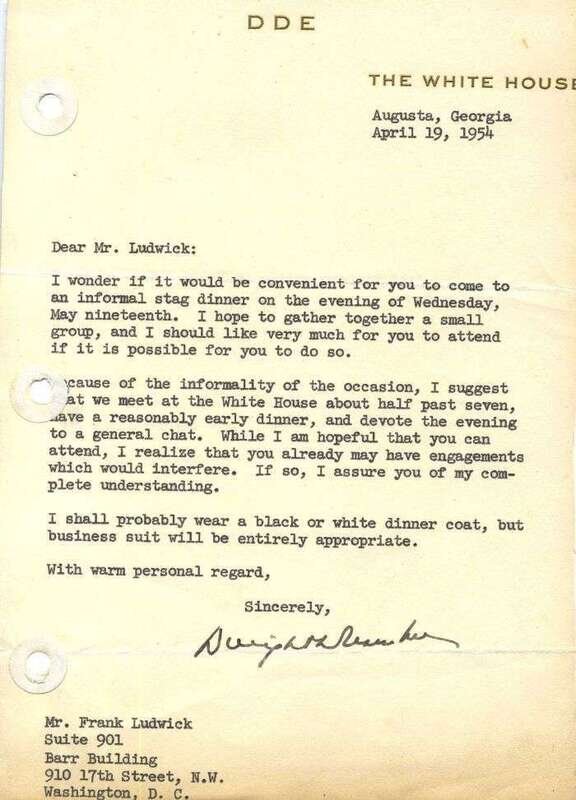 DDE
THE WHITE HOUSE
Augusta, Georgia
April 19, 1954
Dear Mr. Ludwick:
I wonder if it would be convenient for you to come to
an informal stag dinner on the evening of Wednesday,
May nineteenth. I hope to gather together a small
group, and I should like very much for you to attend
if it is possible for you to do so.
cause of the informality of the occasion, I suggest
at we meet at the White House about half past seven,
ave a reasonably early dinner, and devote the evening
to a general chat. While I am hopeful that you can
attend, I realize that you already may have engagements
which would interfere. If so, I assure you of my com-
plete understanding.
I shall probably wear a black or white dinner coat, but
business suit will be entirely appropriate.
With warm personal regard,
Sincerely,
Dwight D Eisenhower
Mr. Frank Ludwick
Suite 901
Barr Building
910 17th Street, N.W.
Washington, D. C.